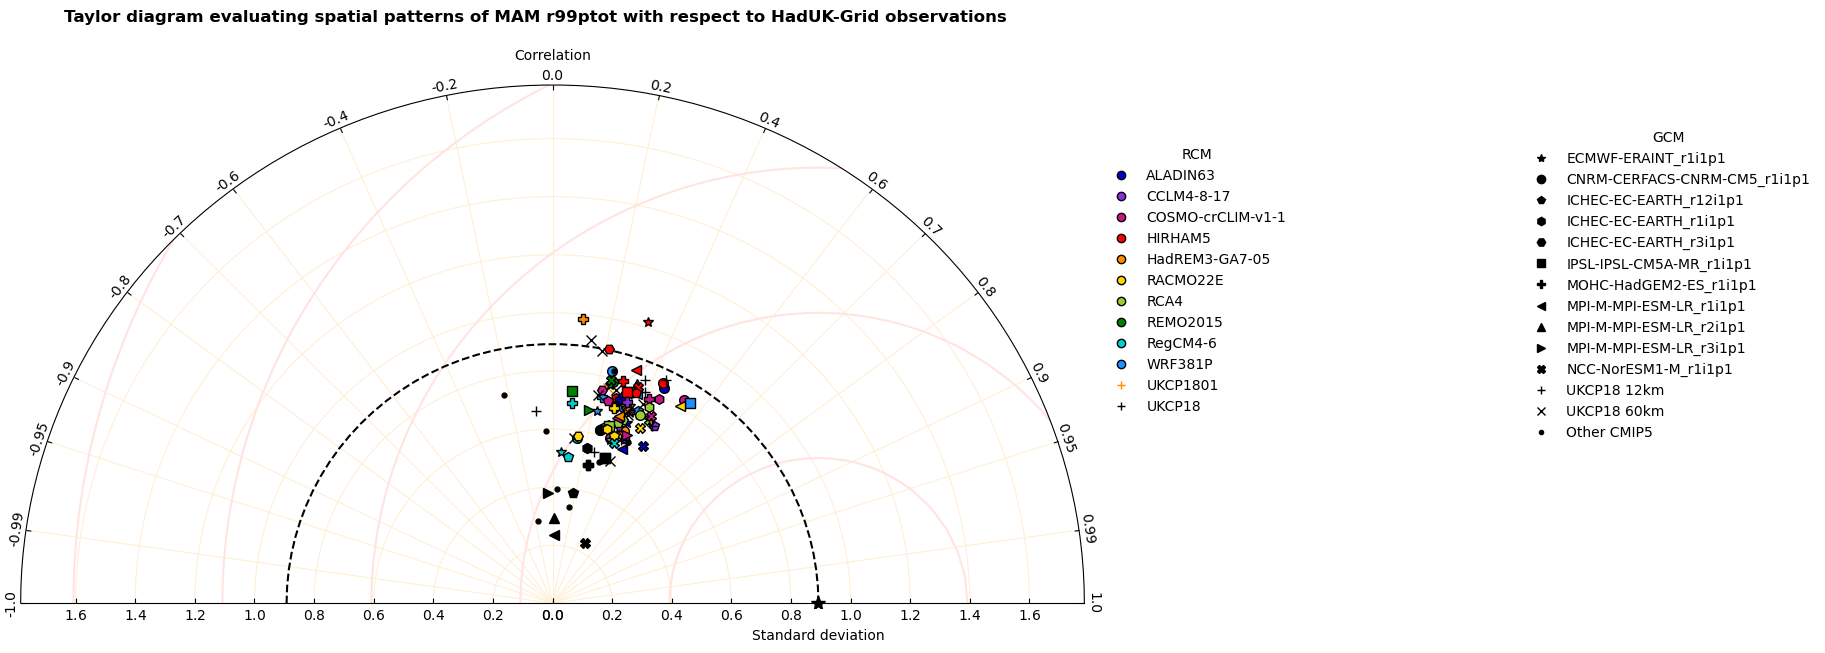 Taylor diagram evaluating spatial patterns of MAM r99ptot with respect to HadUK-Grid observations
Correlation
0.0
-0.2
0.2
-0.4
0.4
-0.6
0.6
-0.7
0.7
-0.8
0.8
-0.9
0.9
-0.95
0.95
-0.99
0.99
-1.0
1.0
1.6 1.4 1.2 1.0 0.8 0.6 0.4 0.2 0.0 0.0 0.2 0.4 0.6 0.8 1.0 1.2 1.4 1.6
Standard deviation
RCM
ALADIN63
CCLM4-8-17
COSMO-crCLIM-v1-1
HIRHAM5
HadREM3-GA7-05
RACMO22E
RCA4
REMO2015
RegCM4-6
WRF381P
UKCP1801
UKCP18
GCM
ECMWF-ERAINT_r1i1p1
CNRM-CERFACS-CNRM-CM5_r1i1p1
ICHEC-EC-EARTH_r12i1p1
ICHEC-EC-EARTH_r1i1p1
ICHEC-EC-EARTH_r3i1p1
IPSL-IPSL-CM5A-MR_r1i1p1
MOHC-HadGEM2-ES_r1i1p1
MPI-M-MPI-ESM-LR_r1i1p1
MPI-M-MPI-ESM-LR_r2i1p1
MPI-M-MPI-ESM-LR_r3i1p1
NCC-NorESM1-M_r1i1p1
UKCP18 12km
UKCP18 60km
Other CMIP5